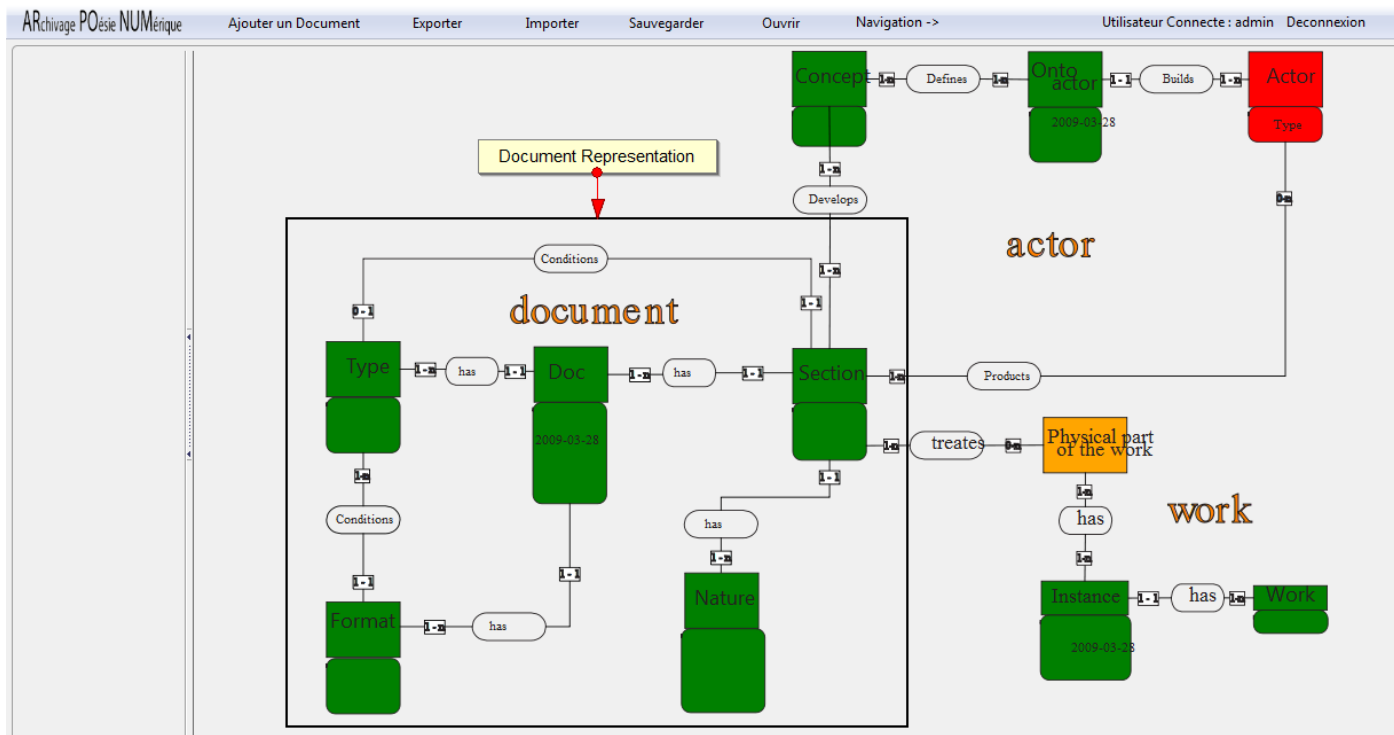 ARchivage POésie NUMérique Ajouter un Document Exporter Importer Sauvegarder Ouvrir Navigation -> Utilisateur Connecte : admin Deconnexion
Concept 1-n Defines 1-n Onto actor 1-1 Builds 1-n Actor
2009-03-28 Type
Document Representation
1-n
Develops
0-n
actor
Conditions
1-n
0-1
1-1
document
Type 1-n has 1-1 Doc 1-n has 1-1 Section 1-n Products
2009-03-28
1-n treates 0-n Physical part
of the work
1-n
1-1
1-n
work
Conditions
has
has
1-n
1-n
1-1
1-1
Nature
Instance 1-1 has 1-n Work
Format 1-n has
2009-03-28